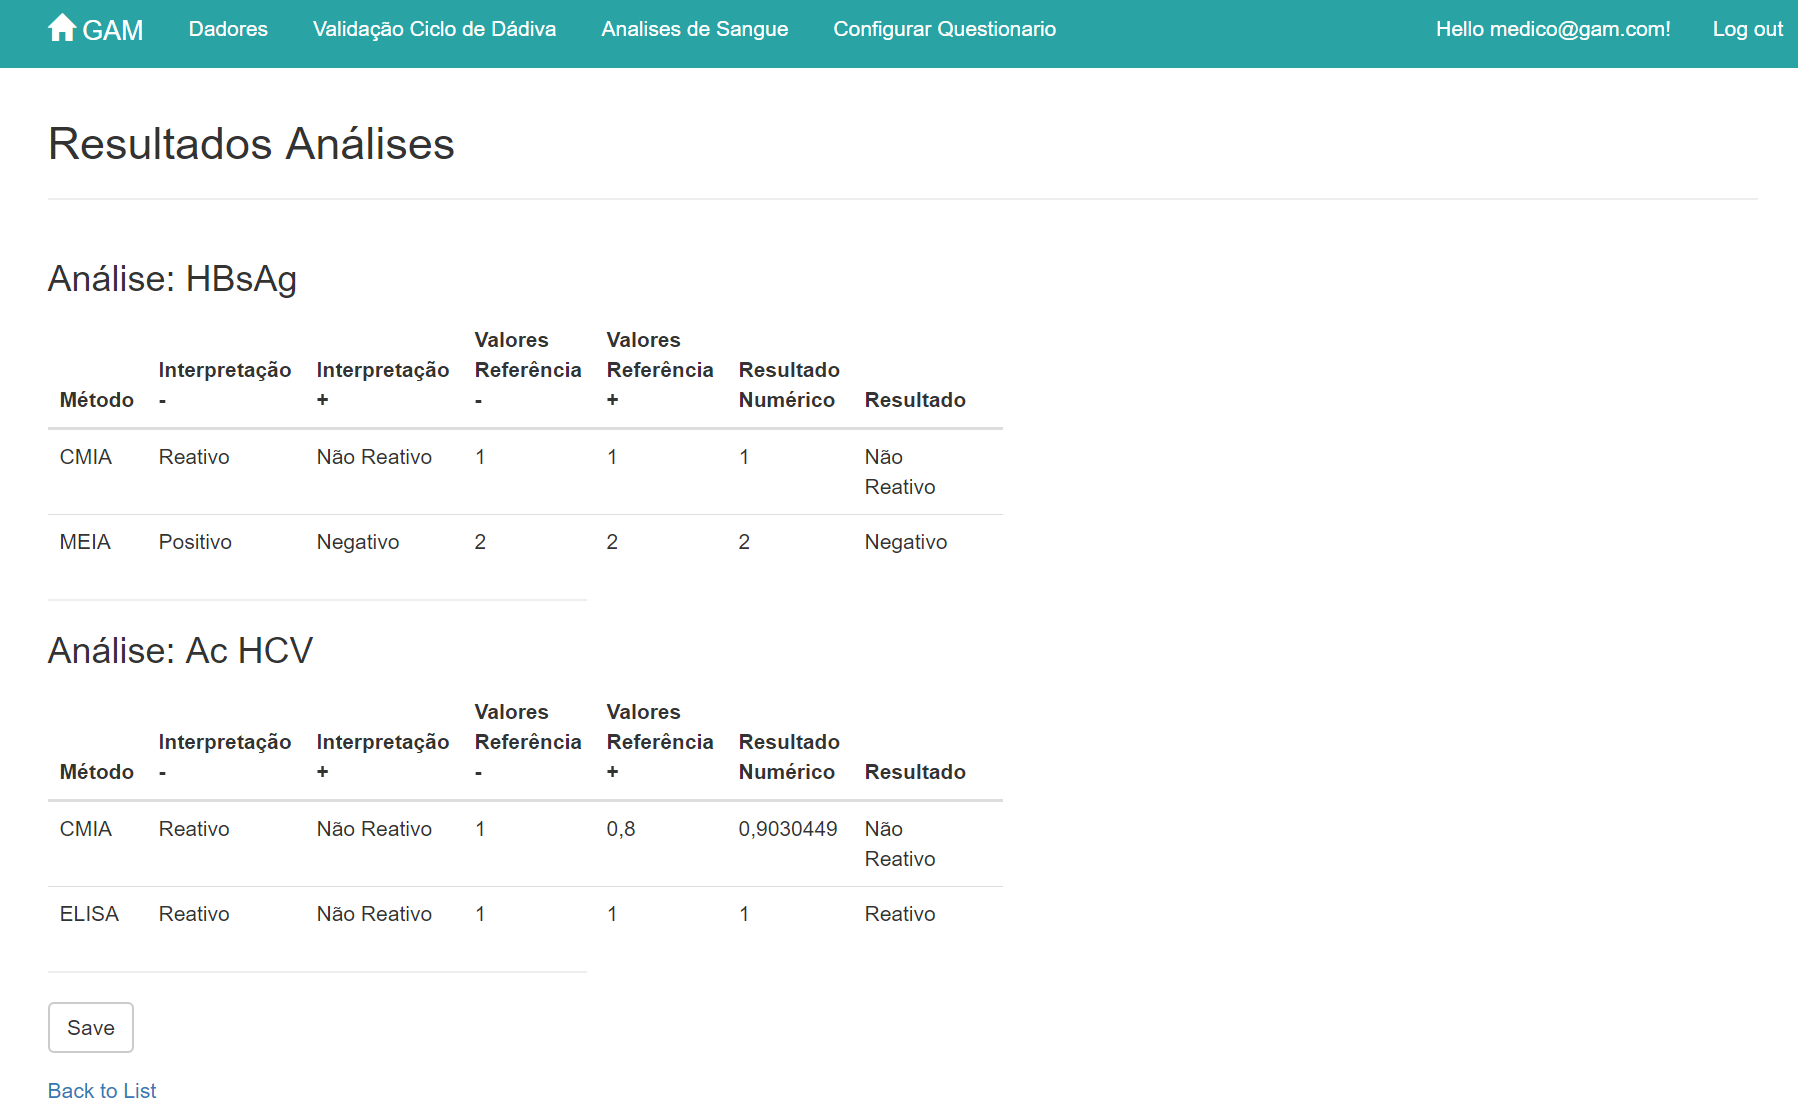 GAM Dadores Validação Ciclo de Dádiva Analises de Sangue Configurar Questionario Hello medico@gam.com! Log out
Resultados Análises
Análise: HBsAg
Método Interpretação - Interpretação + Valores Referência - Valores Referência + Resultado Numérico Resultado
CMIA Reativo Não Reativo 1 1 1 Não Reativo
MEIA Positivo Negativo 2 2 2 Negativo
Análise: Ac HCV
Método Interpretação - Interpretação + Valores Referência - Valores Referência + Resultado Numérico Resultado
CMIA Reativo Não Reativo 1 0,8 0,9030449 Não Reativo
ELISA Reativo Não Reativo 1 1 1 Reativo
Save
Back to List